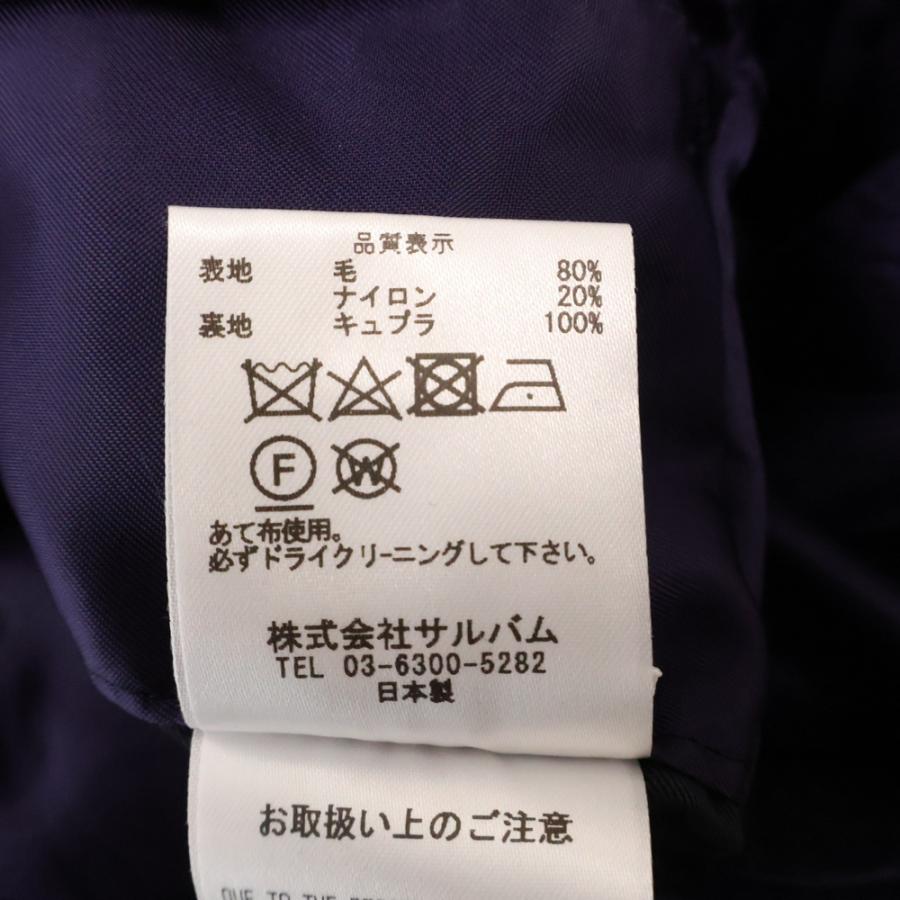 品質表示
表地 毛 80%
ナイロン 20%
裏地 キュプラ 100%
F W
あて布使用。
必ずドライクリーニングして下さい。
株式会社サルバム
TEL 03-6300-5282
日本製
お取扱い上のご注意
DUE TO THE